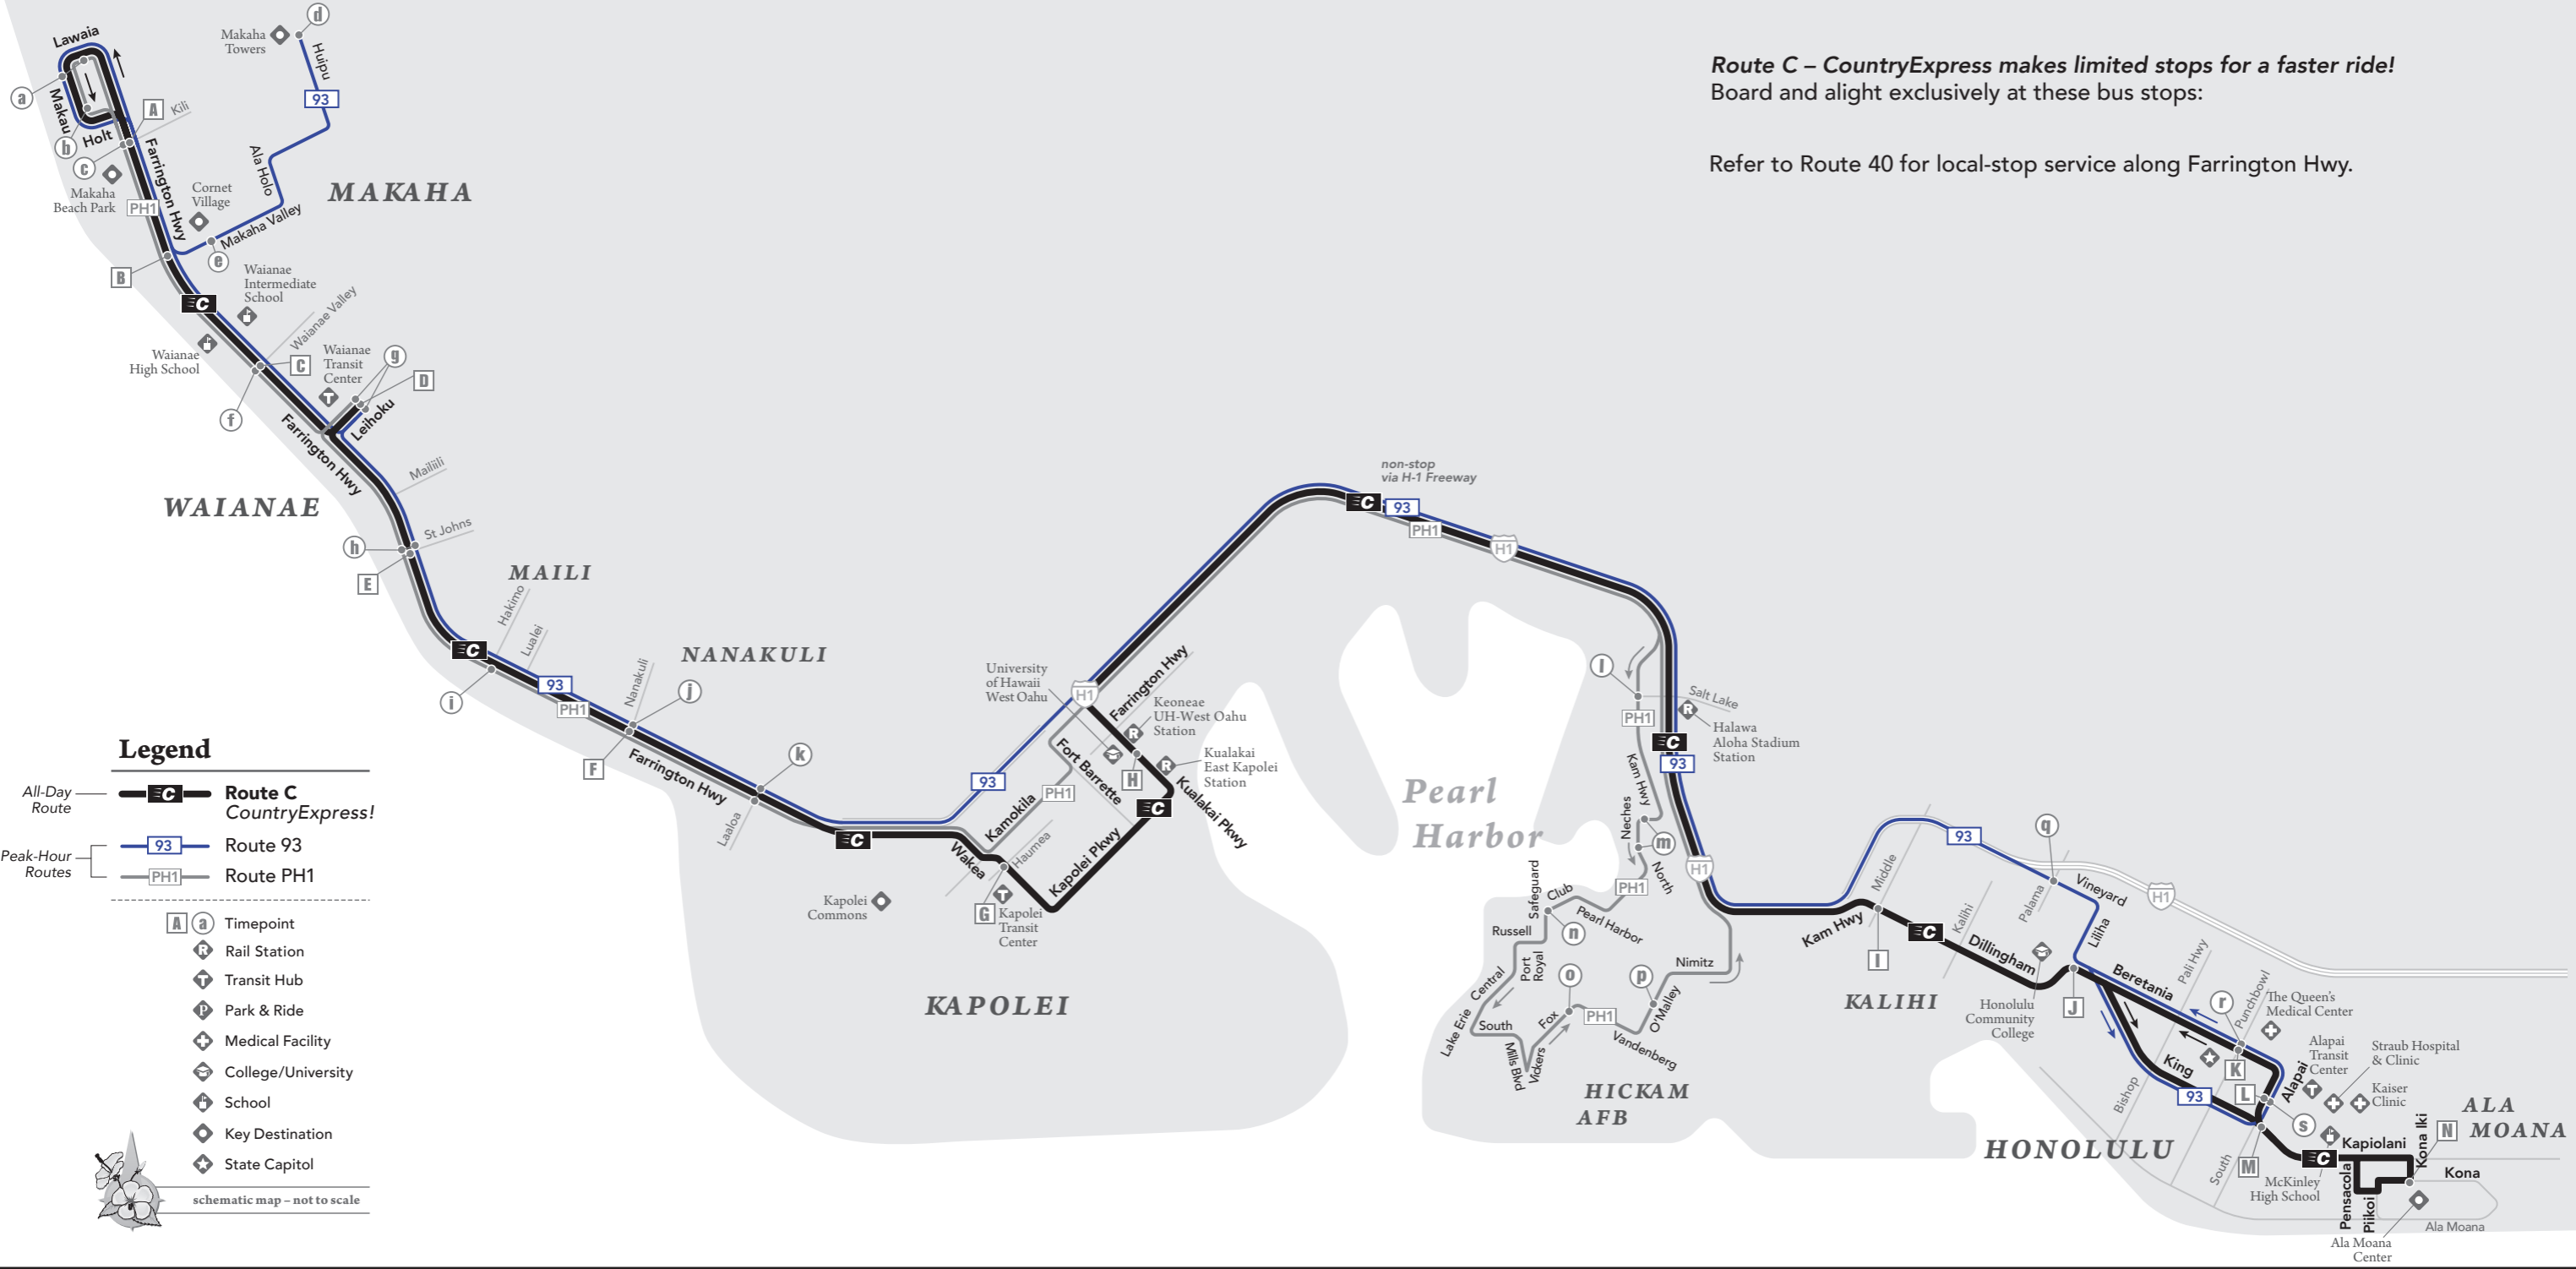 Route C – CountryExpress makes limited stops for a faster ride!
Board and alight exclusively at these bus stops:
Refer to Route 40 for local-stop service along Farrington Hwy.
Lawaia
a
Makau
b
Holt
c
A
Kili
Makaha
Beach Park
PH1
Farrington Hwy
Makaha
Towers
d
Huipu
93
Ala Holo
Cornet
Village
Makaha Valley
e
MAKAHA
B
C
Waianae
Intermediate
School
Waianae
High School
Waianae Valley
C
f
Waianae
Transit
Center
T
g
D
Leihoku
Farrington Hwy
Mailiili
WAIANAE
St Johns
h
E
MAILI
Hakimo
Lualei
C
i
93
PH1
NANAKULI
Nanakuli
j
F
Farrington Hwy
k
Laaloa
C
93
University
of Hawaii
West Oahu
H1
Farrington Hwy
Keoneae
UH-West Oahu
Station
R
Kualakai
East Kapolei
Station
R
H
Fort Barrette
PH1
Kamokila
C
Kualakai Pkwy
Kapolei Pkwy
Haumea
Wakea
Kapolei
Commons
T
G
Kapolei
Transit
Center
KAPOLEI
non-stop
via H-1 Freeway
C
93
PH1
H1
Pearl
Harbor
l
Salt Lake
PH1
R
Halawa
Aloha Stadium
Station
C
93
Kam Hwy
Neches
m
North
PH1
H1
Safeguard
Club
Pearl Harbor
n
Russell
Port
Royal
Central
Lake Erie
South
Mills Blvd
Vickers
Fox
o
PH1
p
O'Malley
Vandenberg
Nimitz
HICKAM
AFB
Kam Hwy
Middle
I
C
93
Kalihi
Dillingham
KALIHI
Palama
q
Vineyard
H1
Liliha
Honolulu
Community
College
J
Beretania
Pali Hwy
Punchbowl
r
The Queen's
Medical Center
K
King
93
Bishop
L
Alapai
Alapai
Transit
Center
T
Straub Hospital
& Clinic
Kaiser
Clinic
s
HONOLULU
South
M
McKinley
High School
C
Kapiolani
Pensacola
Piikoi
Kona Iki
N
ALA
MOANA
Kona
Ala Moana
Ala Moana
Center
Legend
All-Day
Route
C
Route C
CountryExpress!
Peak-Hour
Routes
93
Route 93
PH1
Route PH1
A
a
Timepoint
R
Rail Station
T
Transit Hub
P
Park & Ride
Medical Facility
College/University
School
Key Destination
State Capitol
schematic map – not to scale